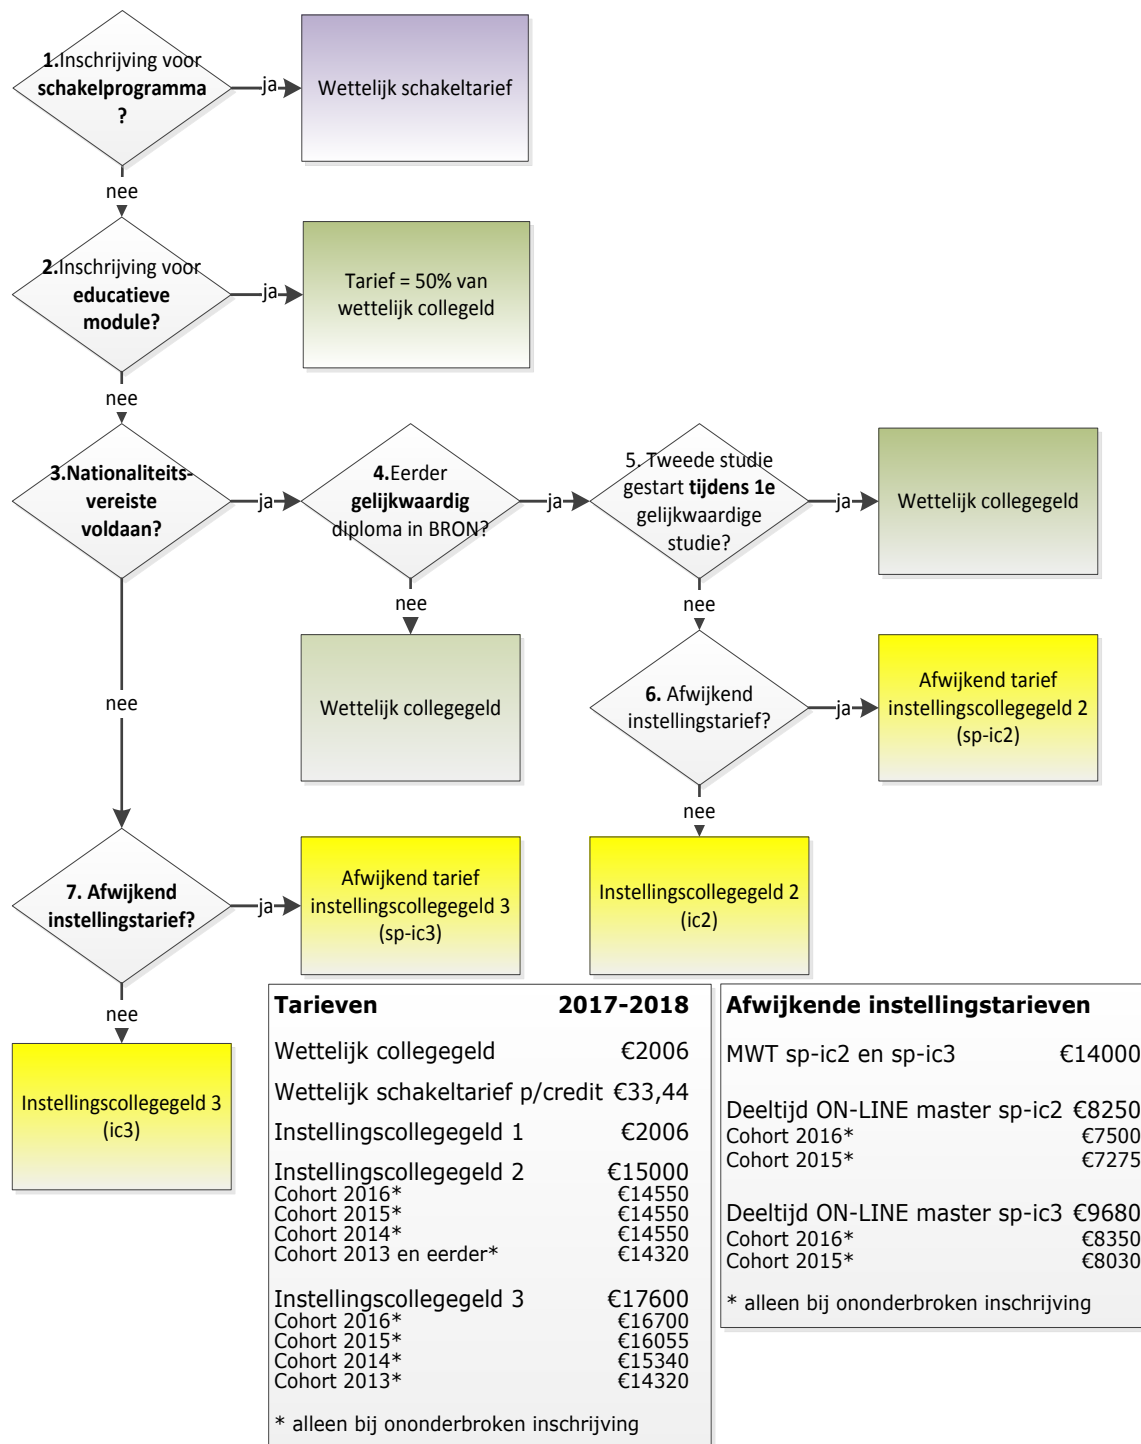 1.Inschrijving voor
schakelprogramma
?
ja
Wettelijk schakeltarief
nee
2.Inschrijving voor
educatieve
module?
ja
Tarief = 50% van
wettelijk collegeld
nee
3.Nationaliteits-
vereiste
voldaan?
ja
4.Eerder
gelijkwaardig
diploma in BRON?
ja
5. Tweede studie
gestart tijdens 1e
gelijkwaardige
studie?
ja
Wettelijk collegegeld
nee
Wettelijk collegegeld
nee
6. Afwijkend
instellingstarief?
ja
Afwijkend tarief
instellingscollegegeld 2
(sp-ic2)
nee
Instellingscollegegeld 2
(ic2)
nee
7. Afwijkend
instellingstarief?
ja
Afwijkend tarief
instellingscollegegeld 3
(sp-ic3)
nee
Instellingscollegegeld 3
(ic3)
Tarieven 2017-2018
Wettelijk collegegeld €2006
Wettelijk schakeltarief p/credit €33,44
Instellingscollegegeld 1 €2006
Instellingscollegegeld 2 €15000
Cohort 2016* €14550
Cohort 2015* €14550
Cohort 2014* €14550
Cohort 2013 en eerder* €14320
Instellingscollegegeld 3 €17600
Cohort 2016* €16700
Cohort 2015* €16055
Cohort 2014* €15340
Cohort 2013* €14320
* alleen bij ononderbroken inschrijving
Afwijkende instellingstarieven
MWT sp-ic2 en sp-ic3 €14000
Deeltijd ON-LINE master sp-ic2 €8250
Cohort 2016* €7500
Cohort 2015* €7275
Deeltijd ON-LINE master sp-ic3 €9680
Cohort 2016* €8350
Cohort 2015* €8030
* alleen bij ononderbroken inschrijving